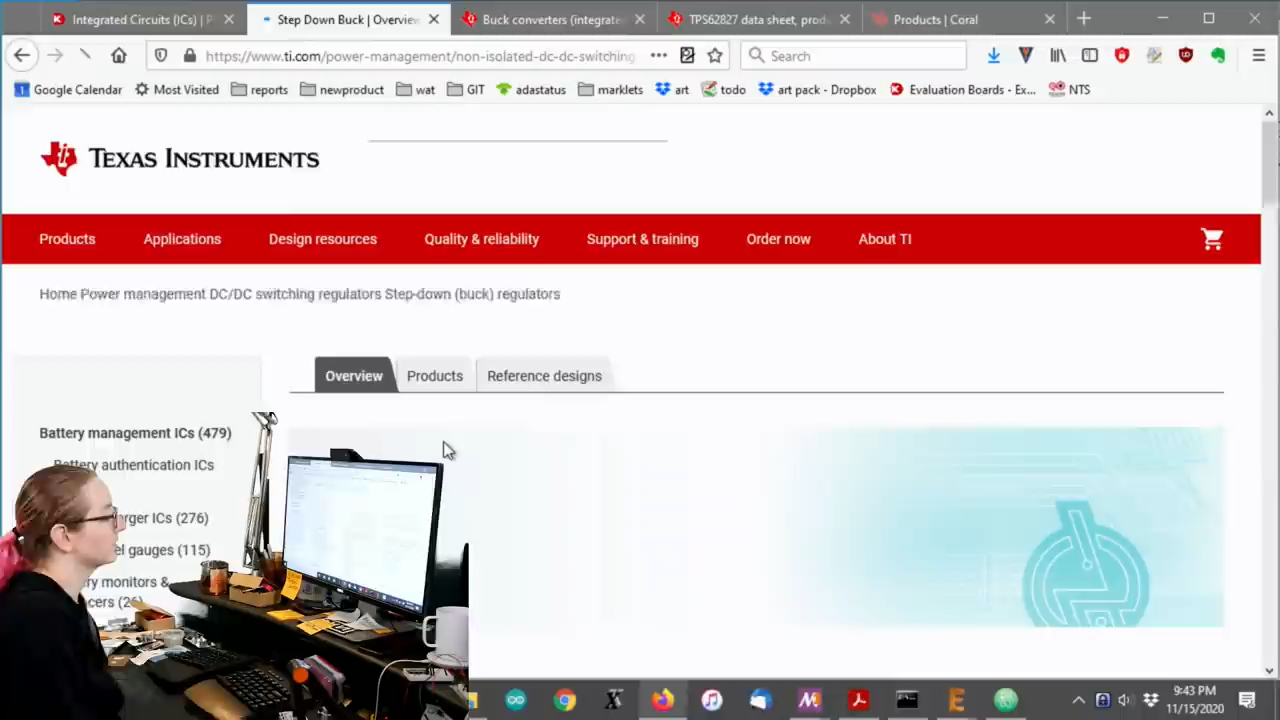 Integrated Circuits (ICs) | P
Step Down Buck | Overview
Buck converters (integrate
TPS62827 data sheet, produ
Products | Coral
https://www.ti.com/power-management/non-isolated-dc-dc-switching
Search
Google Calendar
Most Visited
reports
newproduct
wat
GIT
adastatus
marklets
art
todo
art pack - Dropbox
Evaluation Boards - Ex...
NTS
TEXAS INSTRUMENTS
Products
Applications
Design resources
Quality & reliability
Support & training
Order now
About TI
Home Power management DC/DC switching regulators Step-down (buck) regulators
Overview
Products
Reference designs
Battery management ICs (479)
Battery authentication ICs
rger ICs (276)
el gauges (115)
ry monitors &
cers (26)
9:43 PM
11/15/2020